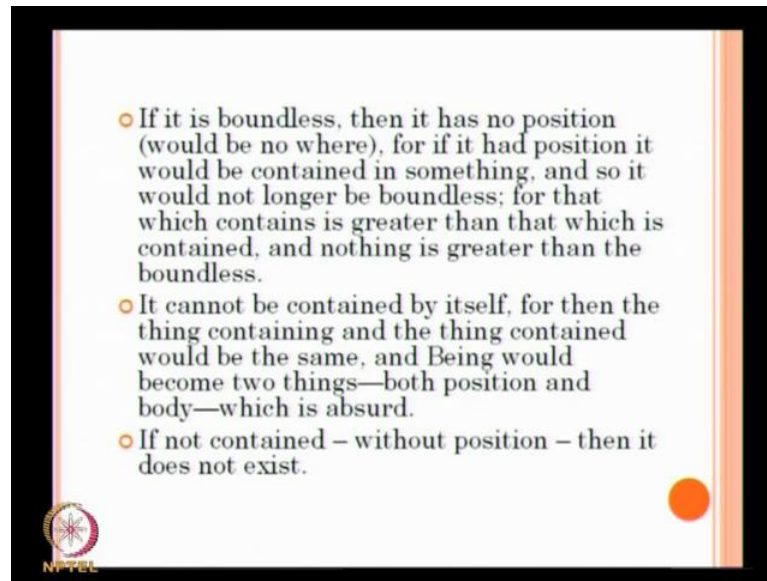 If it is boundless, then it has no position
(would be no where), for if it had position it
would be contained in something, and so it
would not longer be boundless; for that
which contains is greater than that which is
contained, and nothing is greater than the
boundless.
It cannot be contained by itself, for then the
thing containing and the thing contained
would be the same, and Being would
become two things—both position and
body—which is absurd.
If not contained – without position – then it
does not exist.
NPTEL